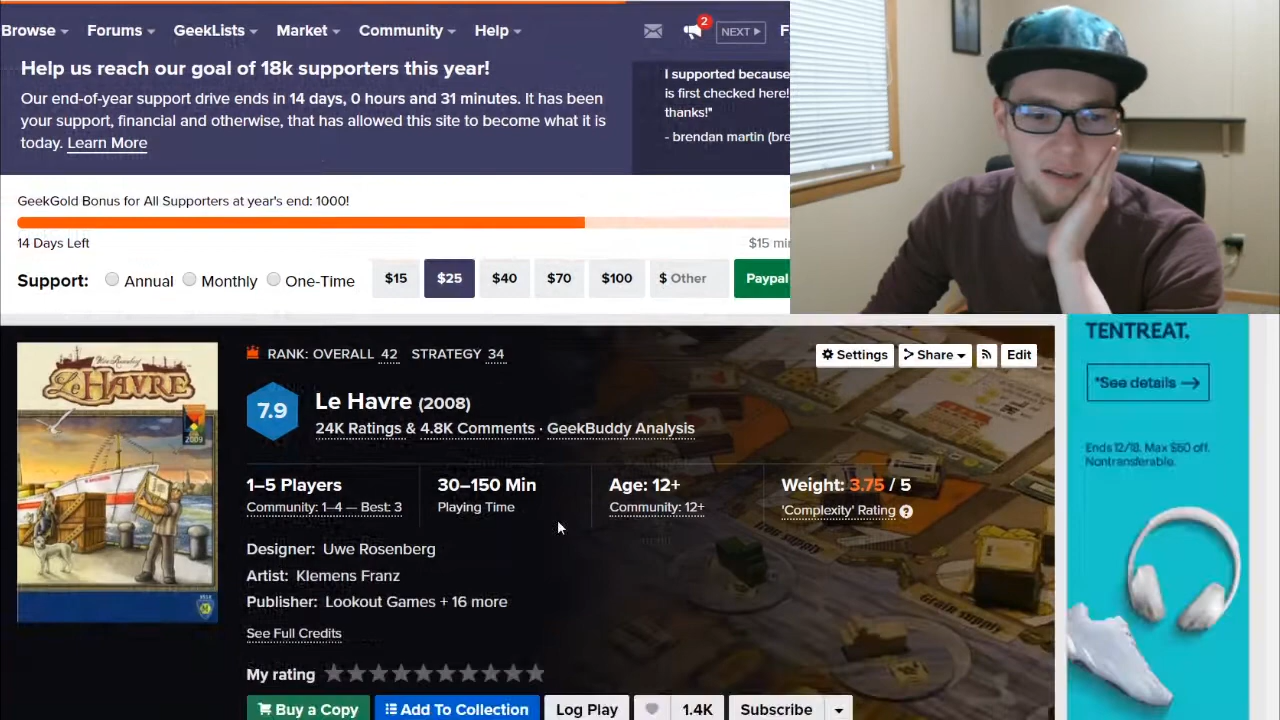 Browse Forums GeekLists Market Community Help 2 NEXT F
Help us reach our goal of 18k supporters this year!
Our end-of-year support drive ends in 14 days, 0 hours and 31 minutes. It has been
your support, financial and otherwise, that has allowed this site to become what it is
today. Learn More
I supported because
is first checked here!
thanks!"
- brendan martin (bre
GeekGold Bonus for All Supporters at year's end: 1000!
14 Days Left
$15 min
Support: Annual Monthly One-Time $15 $25 $40 $70 $100 $ Other Paypal
RANK: OVERALL 42 STRATEGY 34
Settings Share Edit
Le Havre
2009
7.9
Le Havre (2008)
24K Ratings & 4.8K Comments · GeekBuddy Analysis
1–5 Players
Community: 1–4 — Best: 3
30–150 Min
Playing Time
Age: 12+
Community: 12+
Weight: 3.75 / 5
'Complexity' Rating ?
Designer: Uwe Rosenberg
Artist: Klemens Franz
Publisher: Lookout Games + 16 more
See Full Credits
My rating
Buy a Copy Add To Collection Log Play 1.4K Subscribe
Grain supply
TENTREAT.
*See details
Ends 12/18. Max $50 off.
Nontransferable.